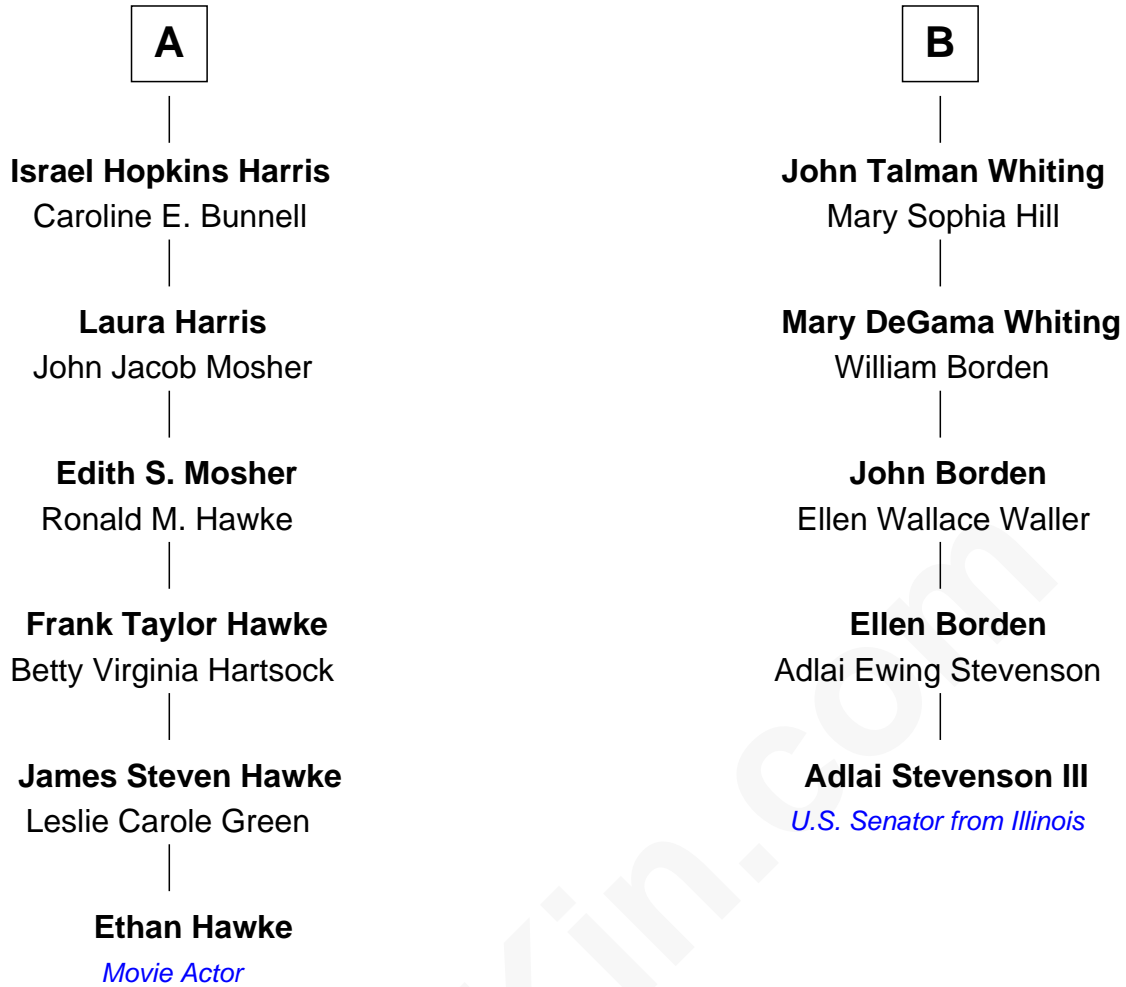 A
B
Israel Hopkins Harris
Caroline E. Bunnell
Laura Harris
John Jacob Mosher
Edith S. Mosher
Ronald M. Hawke
Frank Taylor Hawke
Betty Virginia Hartsock
James Steven Hawke
Leslie Carole Green
Ethan Hawke
Movie Actor
John Talman Whiting
Mary Sophia Hill
Mary DeGama Whiting
William Borden
John Borden
Ellen Wallace Waller
Ellen Borden
Adlai Ewing Stevenson
Adlai Stevenson III
U.S. Senator from Illinois